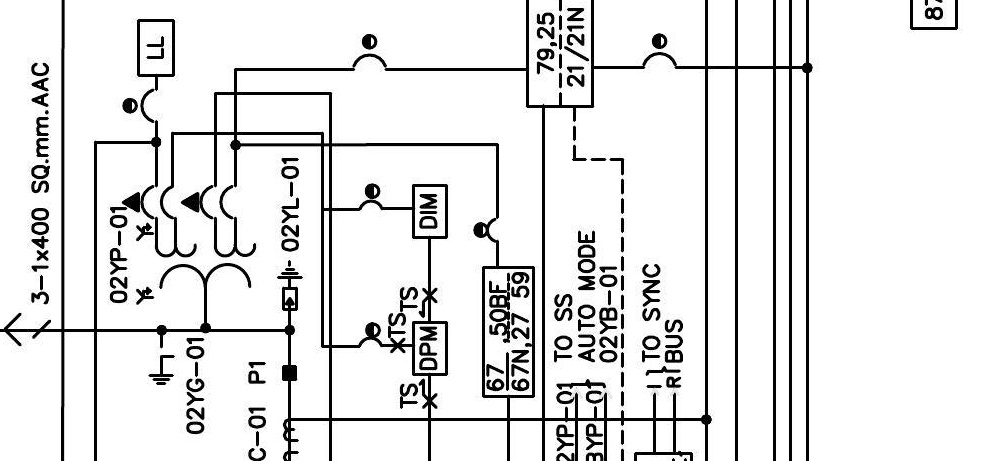 3-1x400 SQ.mm.AAC
LL
79,25
21/21N
87
02YP-01
02YL-01
DIM
TS
TS
DPM
TS
67 ,50BF,
67N,27 59
TO SS
AUTO MODE
02YB-01
TO SYNC
BUS
02YG-01
P1
C-01
2YP-01
3YP-01